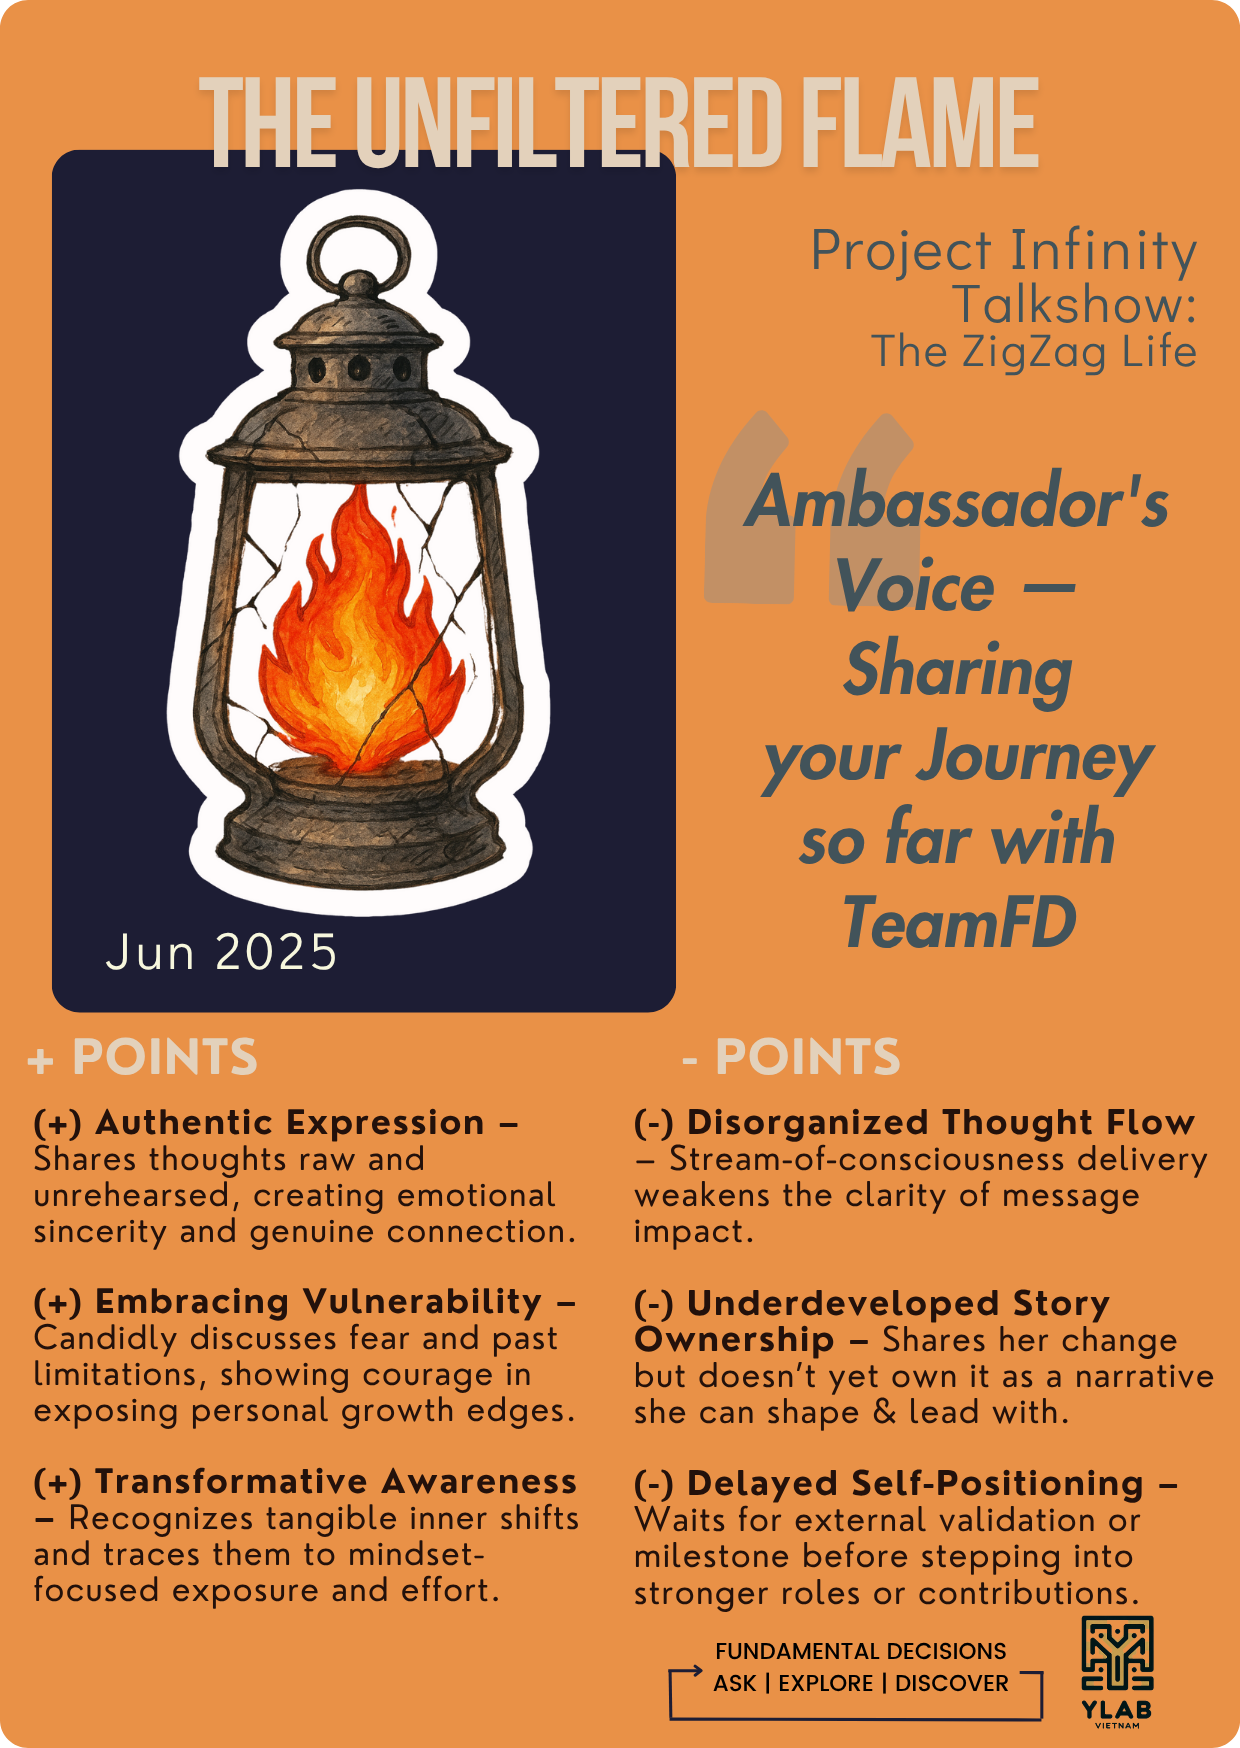 THE UNFILTERED FLAME
Project Infinity
Talkshow:
The ZigZag Life
“
Ambassador's
Voice –
Sharing
your Journey
so far with
TeamFD
Jun 2025
+ POINTS
(+) Authentic Expression –
Shares thoughts raw and
unrehearsed, creating emotional
sincerity and genuine connection.
(+) Embracing Vulnerability –
Candidly discusses fear and past
limitations, showing courage in
exposing personal growth edges.
(+) Transformative Awareness
– Recognizes tangible inner shifts
and traces them to mindset-
focused exposure and effort.
- POINTS
(-) Disorganized Thought Flow
– Stream-of-consciousness delivery
weakens the clarity of message
impact.
(-) Underdeveloped Story
Ownership – Shares her change
but doesn’t yet own it as a narrative
she can shape & lead with.
(-) Delayed Self-Positioning –
Waits for external validation or
milestone before stepping into
stronger roles or contributions.
FUNDAMENTAL DECISIONS
ASK | EXPLORE | DISCOVER
YLAB
VIETNAM